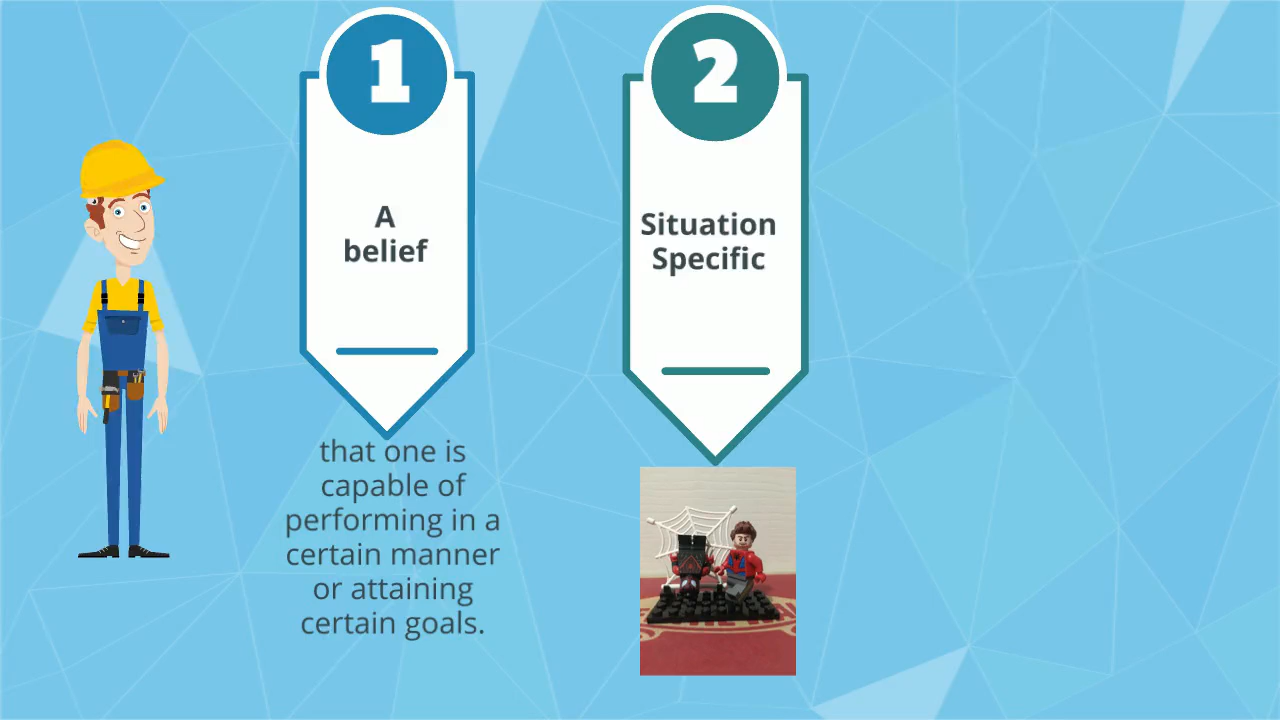 1
A
belief
that one is
capable of
performing in a
certain manner
or attaining
certain goals.
2
Situation
Specific